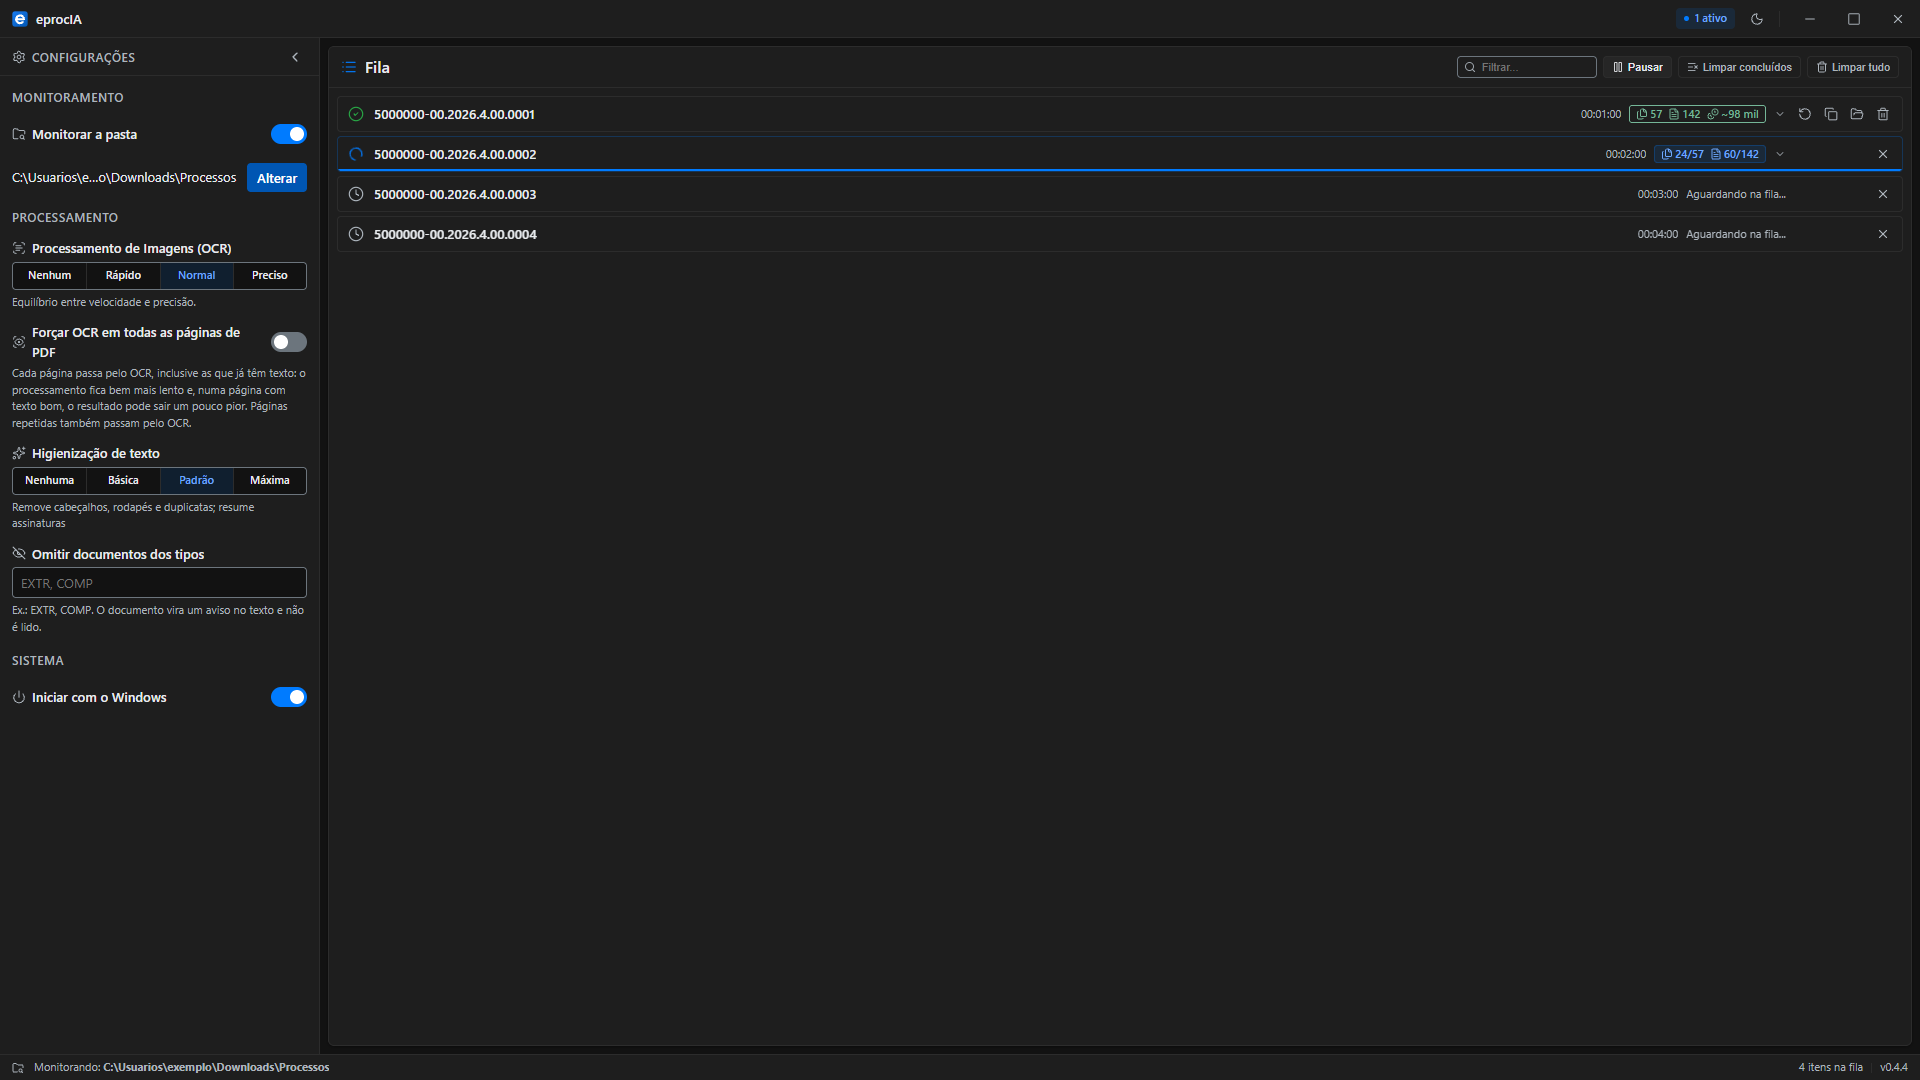 eprocIA
1 ativo
CONFIGURAÇÕES
MONITORAMENTO
Monitorar a pasta
C:\Usuarios\e...o\Downloads\Processos
Alterar
PROCESSAMENTO
Processamento de Imagens (OCR)
Nenhum Rápido Normal Preciso
Equilíbrio entre velocidade e precisão.
Forçar OCR em todas as páginas de
PDF
Cada página passa pelo OCR, inclusive as que já têm texto: o
processamento fica bem mais lento e, numa página com
texto bom, o resultado pode sair um pouco pior. Páginas
repetidas também passam pelo OCR.
Higienização de texto
Nenhuma Básica Padrão Máxima
Remove cabeçalhos, rodapés e duplicatas; resume
assinaturas
Omitir documentos dos tipos
EXTR, COMP
Ex.: EXTR, COMP. O documento vira um aviso no texto e não
é lido.
SISTEMA
Iniciar com o Windows
Fila
Filtrar...
Pausar
Limpar concluídos
Limpar tudo
5000000-00.2026.4.00.0001 00:01:00 57 142 ~98 mil
5000000-00.2026.4.00.0002 00:02:00 24/57 60/142
5000000-00.2026.4.00.0003 00:03:00 Aguardando na fila...
5000000-00.2026.4.00.0004 00:04:00 Aguardando na fila...
Monitorando: C:\Usuarios\exemplo\Downloads\Processos
4 itens na fila v0.4.4